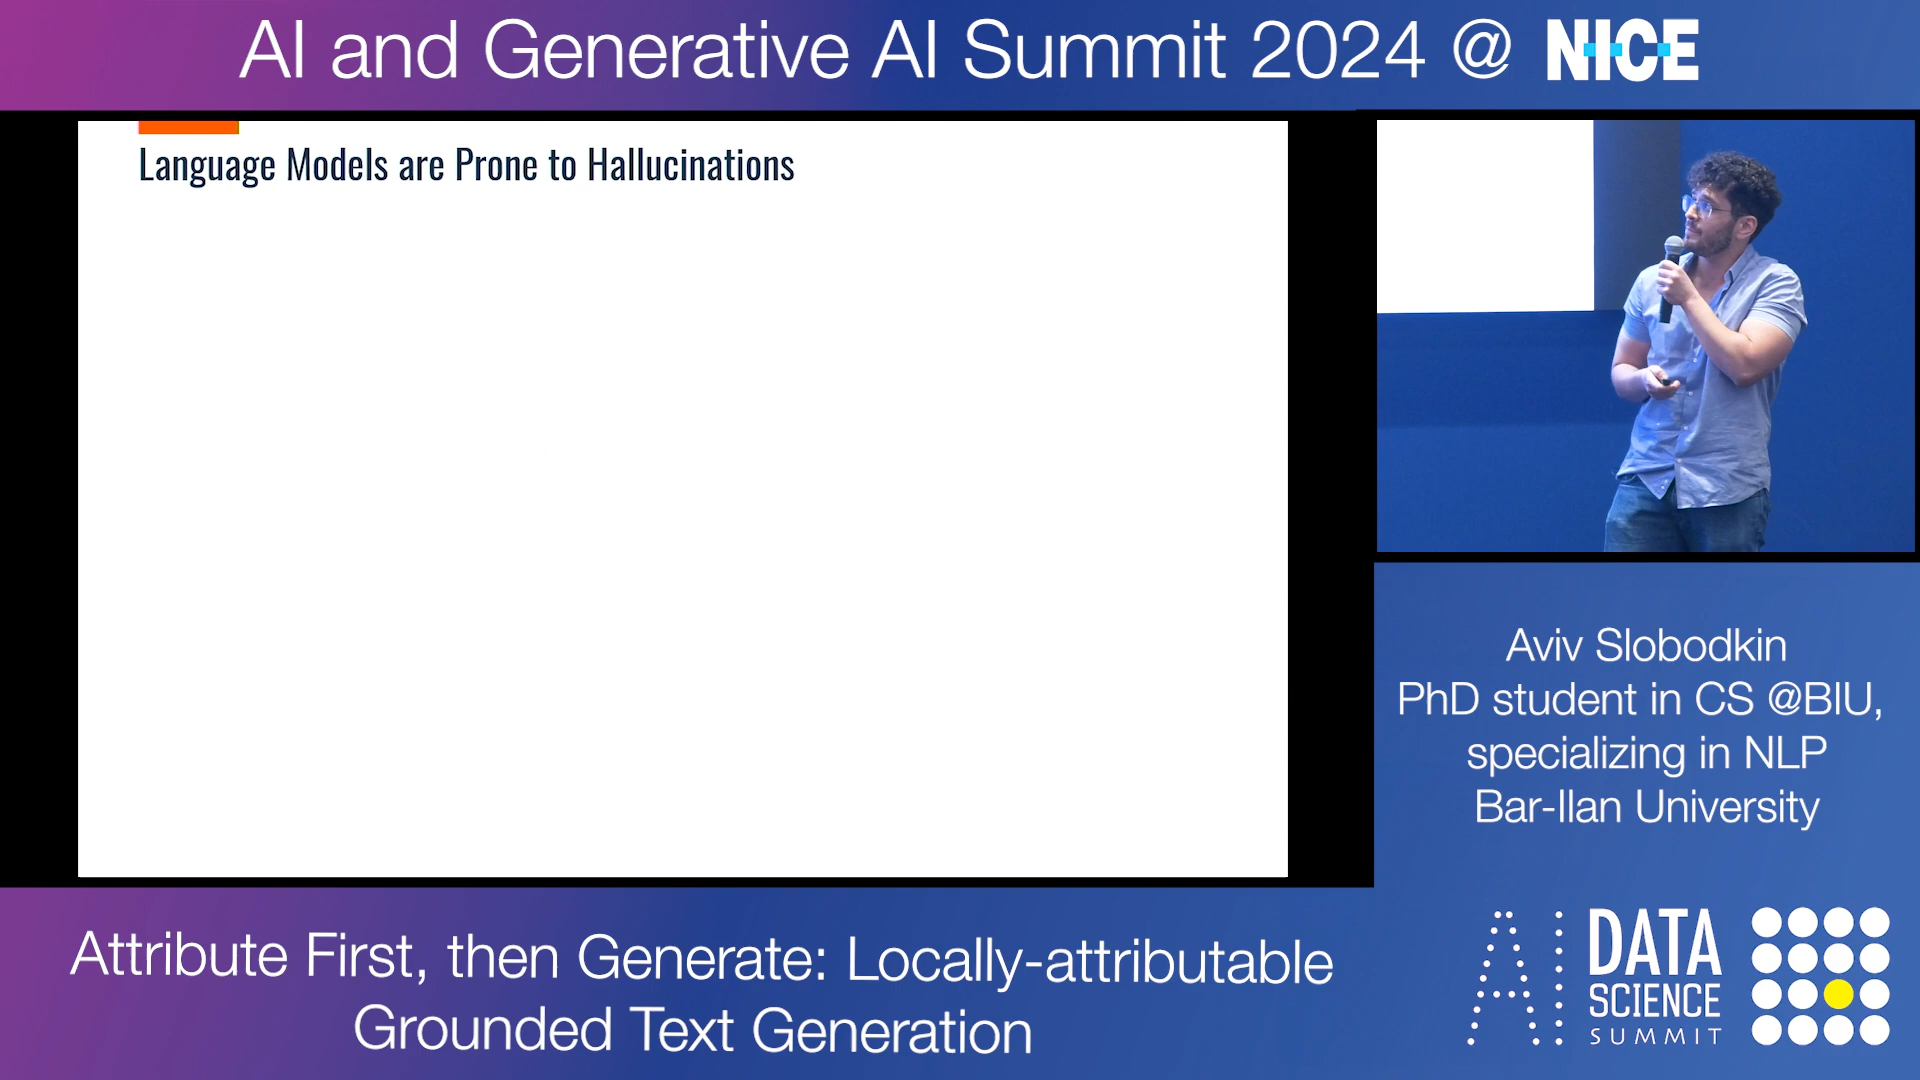 AI and Generative AI Summit 2024 @ NICE
Language Models are Prone to Hallucinations
Aviv Slobodkin
PhD student in CS @BIU,
specializing in NLP
Bar-Ilan University
Attribute First, then Generate: Locally-attributable
Grounded Text Generation
AI
DATA
SCIENCE
SUMMIT